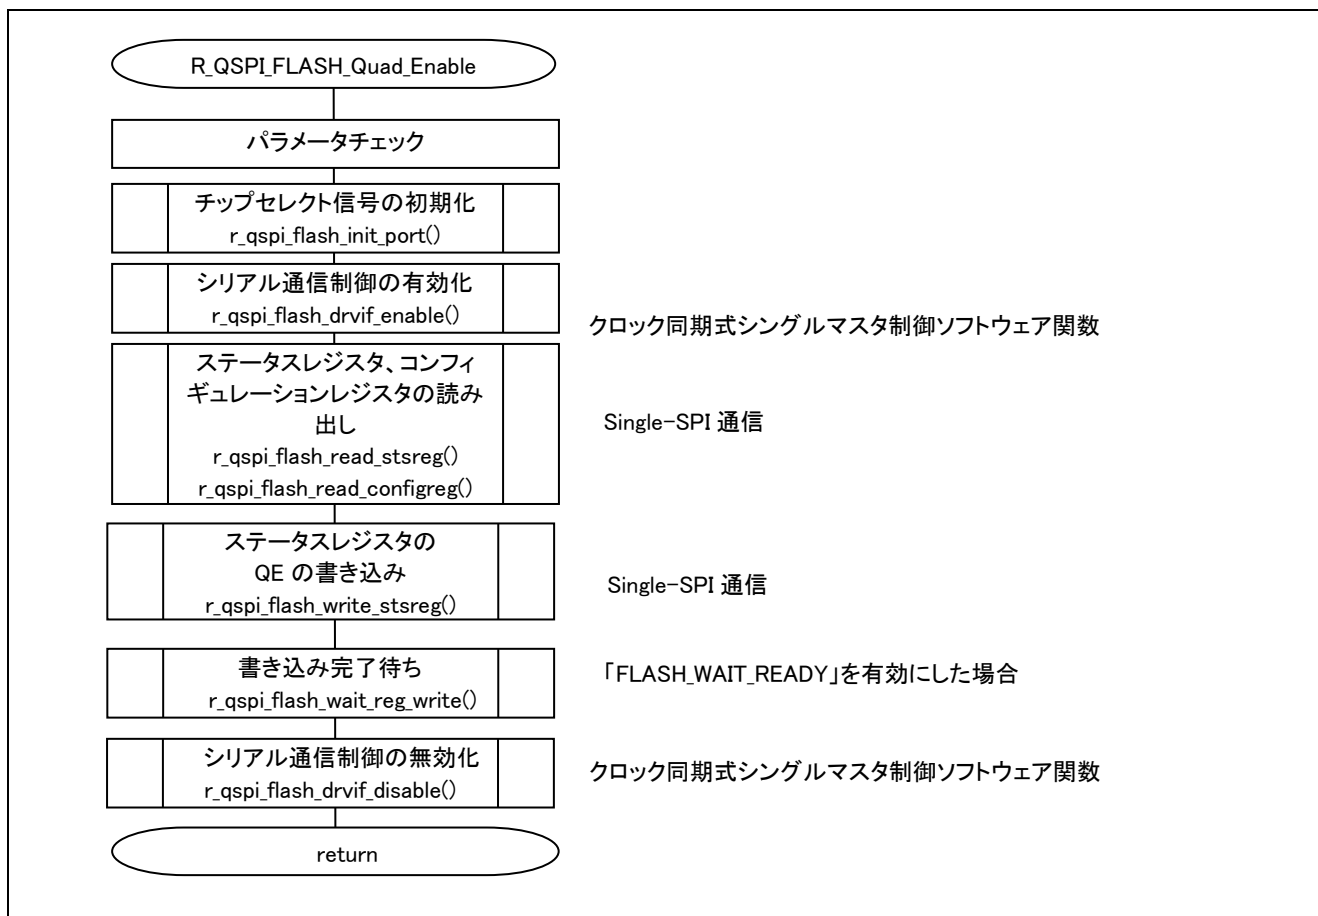 R_QSPI_FLASH_Quad_Enable
パラメータチェック
チップセレクト信号の初期化
r_qspi_flash_init_port()
シリアル通信制御の有効化
r_qspi_flash_drvif_enable()
クロック同期式シングルマスタ制御ソフトウェア関数
ステータスレジスタ、コンフィ
ギュレーションレジスタの読み
出し
r_qspi_flash_read_stsreg()
r_qspi_flash_read_configreg()
Single-SPI 通信
ステータスレジスタの
QE の書き込み
r_qspi_flash_write_stsreg()
Single-SPI 通信
書き込み完了待ち
r_qspi_flash_wait_reg_write()
「FLASH_WAIT_READY」を有効にした場合
シリアル通信制御の無効化
r_qspi_flash_drvif_disable()
クロック同期式シングルマスタ制御ソフトウェア関数
return